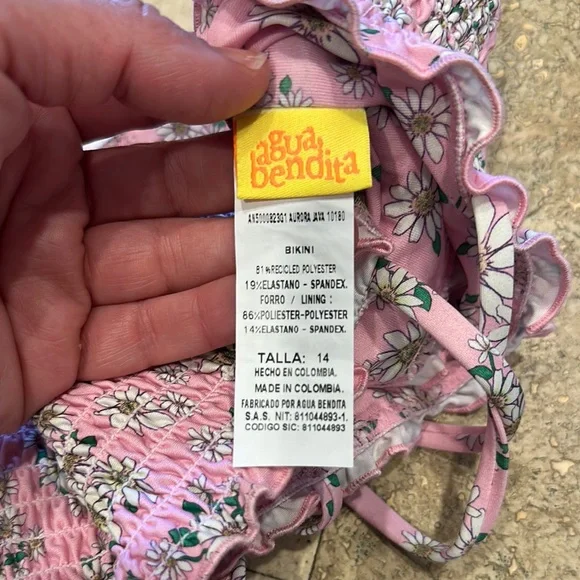 agua
bendita
AN500082301 AURORA JAVA 10180
BIKINI
81% RECYCLED POLYESTER
19%ELASTANO - SPANDEX.
FORRO / LINING :
86%POLIESTER-POLYESTER
14%ELASTANO - SPANDEX.
TALLA: 14
HECHO EN COLOMBIA.
MADE IN COLOMBIA.
FABRICADO POR AGUA BENDITA
S.A.S. NIT: 811044893-1.
CODIGO SIC: 811044893